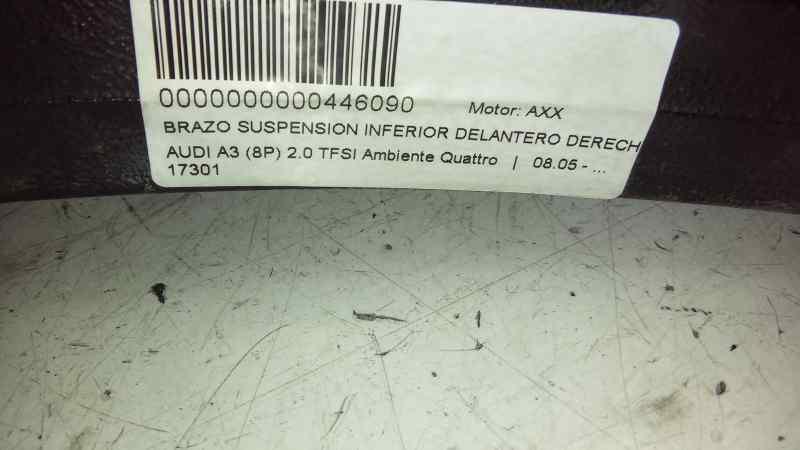 0000000000446090 Motor: AXX
BRAZO SUSPENSION INFERIOR DELANTERO DERECH
AUDI A3 (8P) 2.0 TFSI Ambiente Quattro | 08.05 - ...
17301